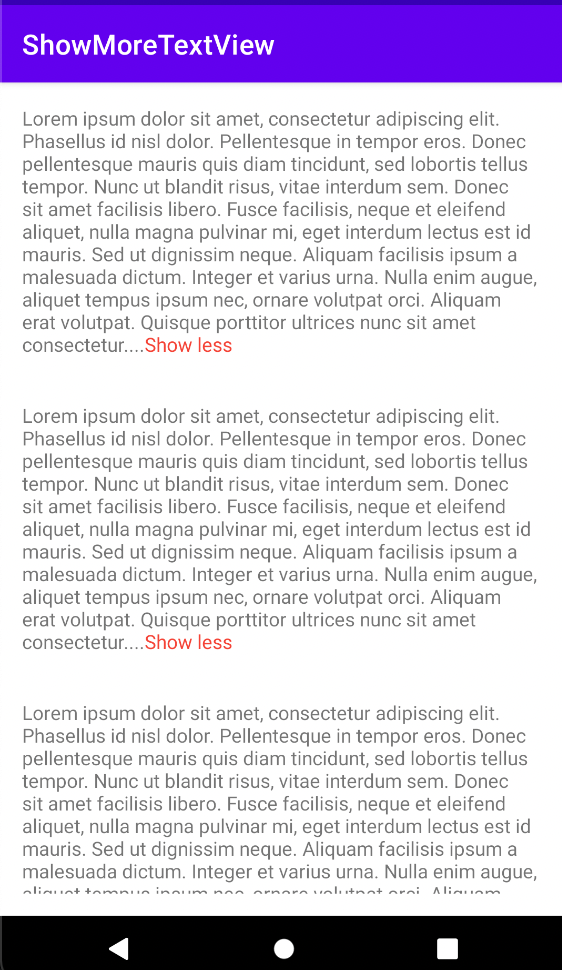 ShowMoreTextView
Lorem ipsum dolor sit amet, consectetur adipiscing elit.
Phasellus id nisl dolor. Pellentesque in tempor eros. Donec
pellentesque mauris quis diam tincidunt, sed lobortis tellus
tempor. Nunc ut blandit risus, vitae interdum sem. Donec
sit amet facilisis libero. Fusce facilisis, neque et eleifend
aliquet, nulla magna pulvinar mi, eget interdum lectus est id
mauris. Sed ut dignissim neque. Aliquam facilisis ipsum a
malesuada dictum. Integer et varius urna. Nulla enim augue,
aliquet tempus ipsum nec, ornare volutpat orci. Aliquam
erat volutpat. Quisque porttitor ultrices nunc sit amet
consectetur....Show less
Lorem ipsum dolor sit amet, consectetur adipiscing elit.
Phasellus id nisl dolor. Pellentesque in tempor eros. Donec
pellentesque mauris quis diam tincidunt, sed lobortis tellus
tempor. Nunc ut blandit risus, vitae interdum sem. Donec
sit amet facilisis libero. Fusce facilisis, neque et eleifend
aliquet, nulla magna pulvinar mi, eget interdum lectus est id
mauris. Sed ut dignissim neque. Aliquam facilisis ipsum a
malesuada dictum. Integer et varius urna. Nulla enim augue,
aliquet tempus ipsum nec, ornare volutpat orci. Aliquam
erat volutpat. Quisque porttitor ultrices nunc sit amet
consectetur....Show less
Lorem ipsum dolor sit amet, consectetur adipiscing elit.
Phasellus id nisl dolor. Pellentesque in tempor eros. Donec
pellentesque mauris quis diam tincidunt, sed lobortis tellus
tempor. Nunc ut blandit risus, vitae interdum sem. Donec
sit amet facilisis libero. Fusce facilisis, neque et eleifend
aliquet, nulla magna pulvinar mi, eget interdum lectus est id
mauris. Sed ut dignissim neque. Aliquam facilisis ipsum a
malesuada dictum. Integer et varius urna. Nulla enim augue,
aliquet tempus ipsum nec, ornare volutpat orci. Aliquam